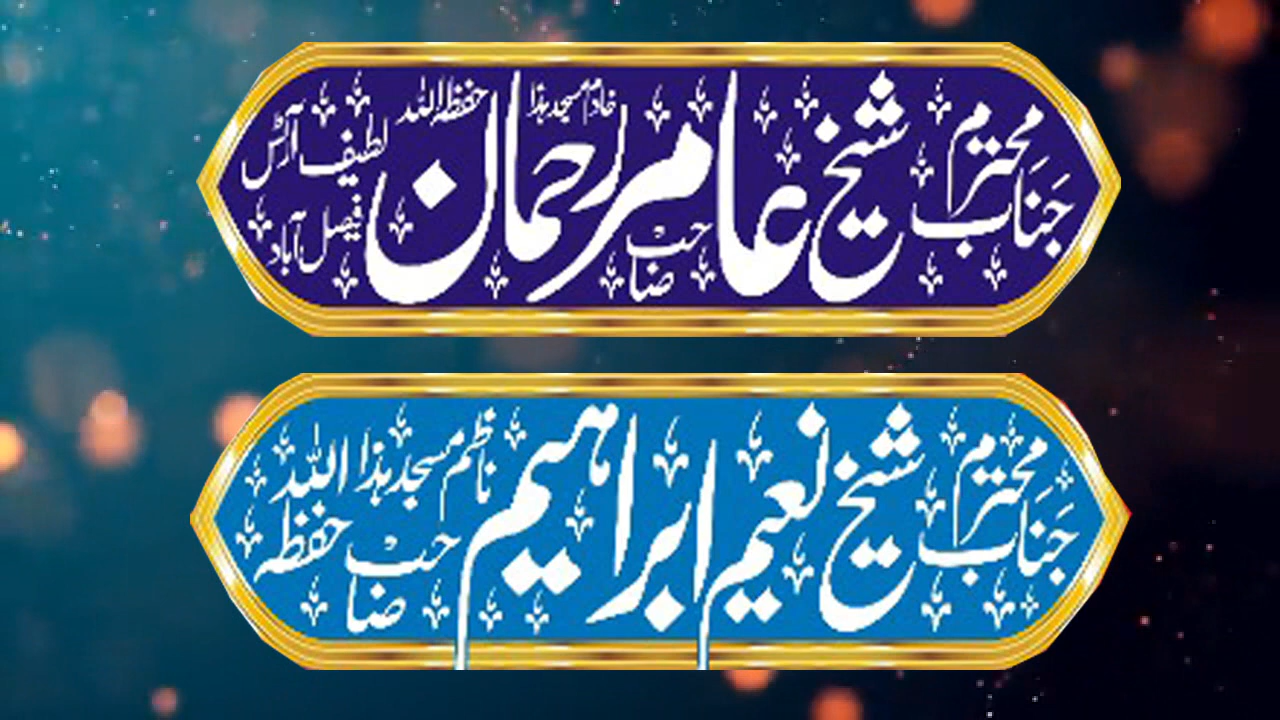 جناب محترم شیخ عامر رحمان صاحب خادم مسجد ہذا حفظہ اللہ لطیف آرٹس فیصل آباد
جناب محترم شیخ نعیم ابراہیم صاحب ناظم مسجد ہذا حفظہ اللہ